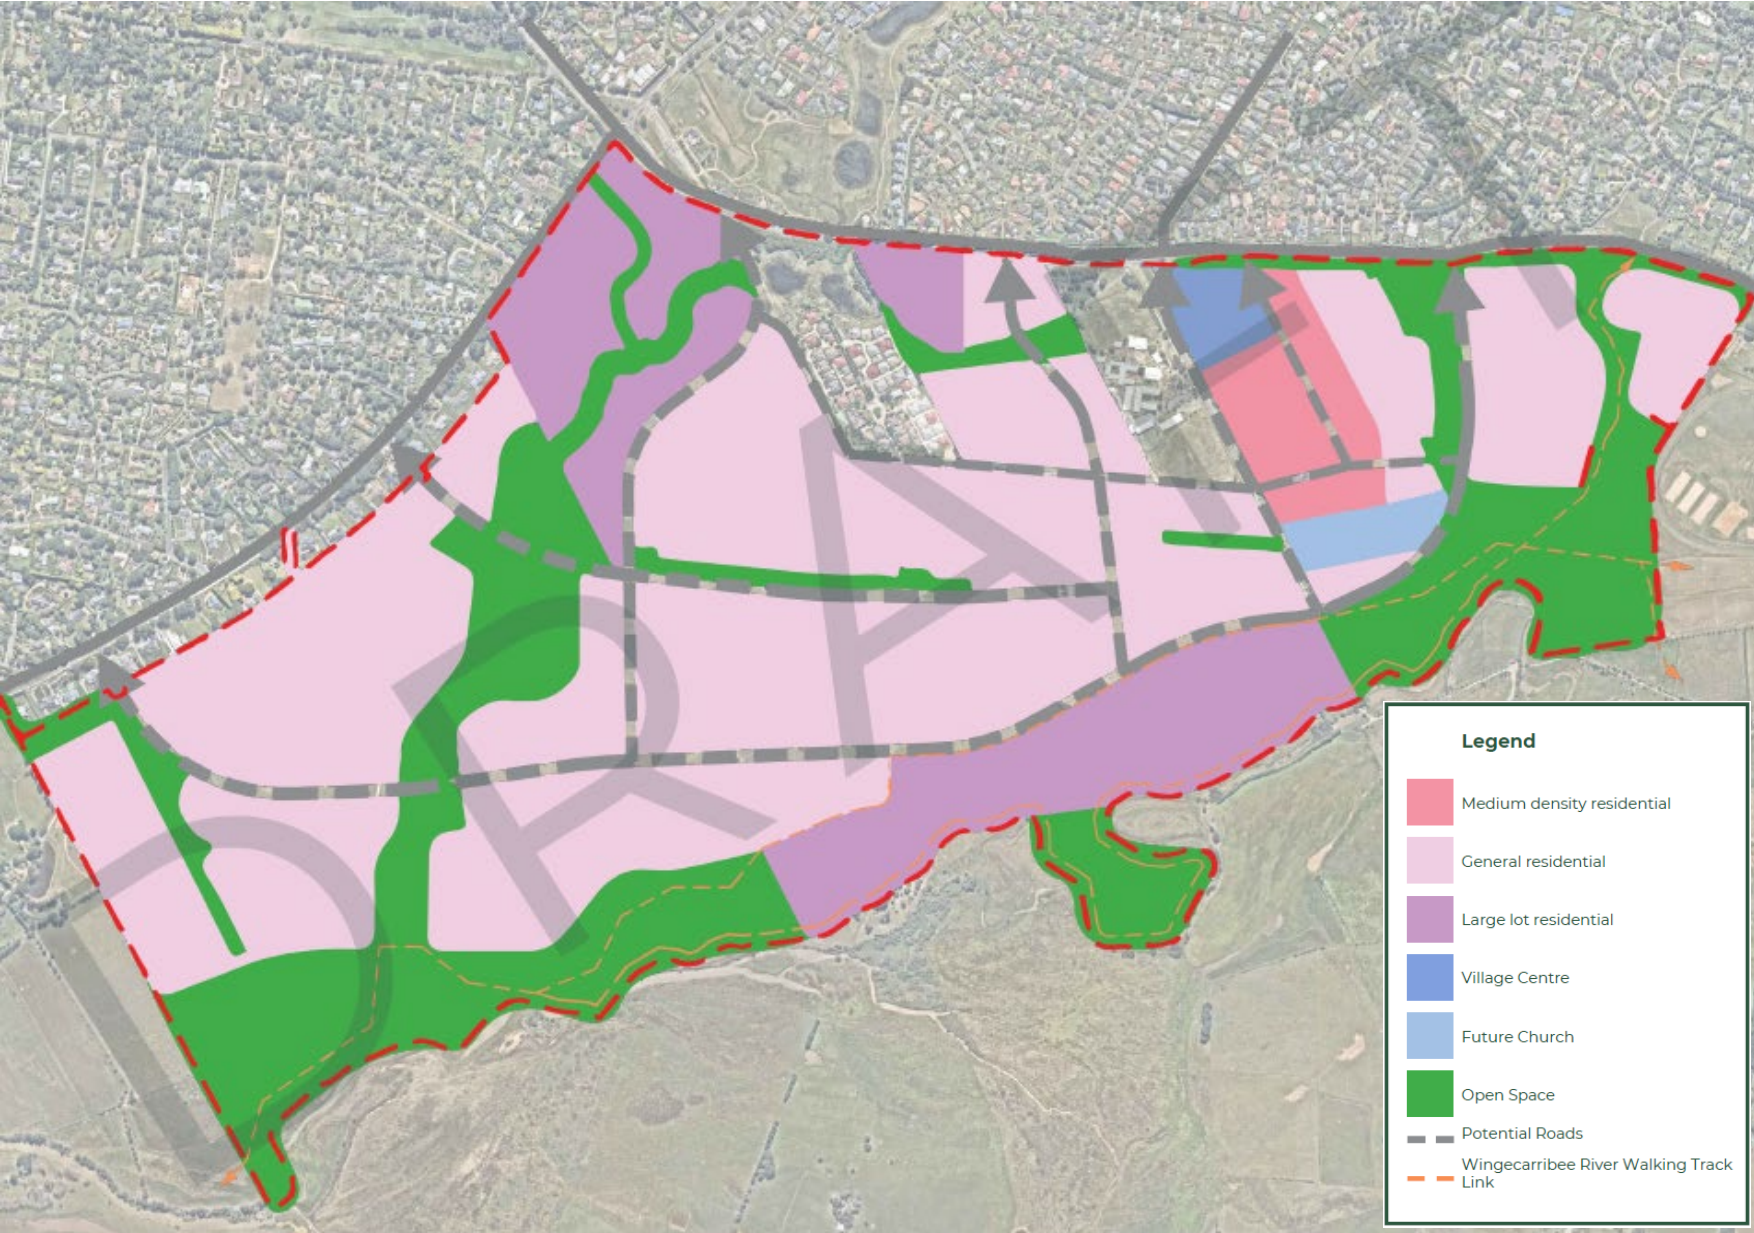 DRAFT
Legend
Medium density residential
General residential
Large lot residential
Village Centre
Future Church
Open Space
Potential Roads
Wingecarribee River Walking Track
Link